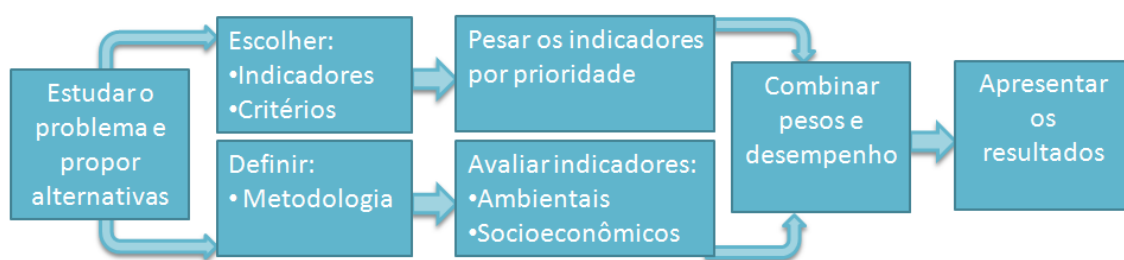 Estudar o
problema e
propor
alternativas
Escolher:
•Indicadores
•Critérios
Definir:
• Metodologia
Pesar os indicadores
por prioridade
Avaliar indicadores:
•Ambientais
•Socioeconômicos
Combinar
pesos e
desempenho
Apresentar
os
resultados